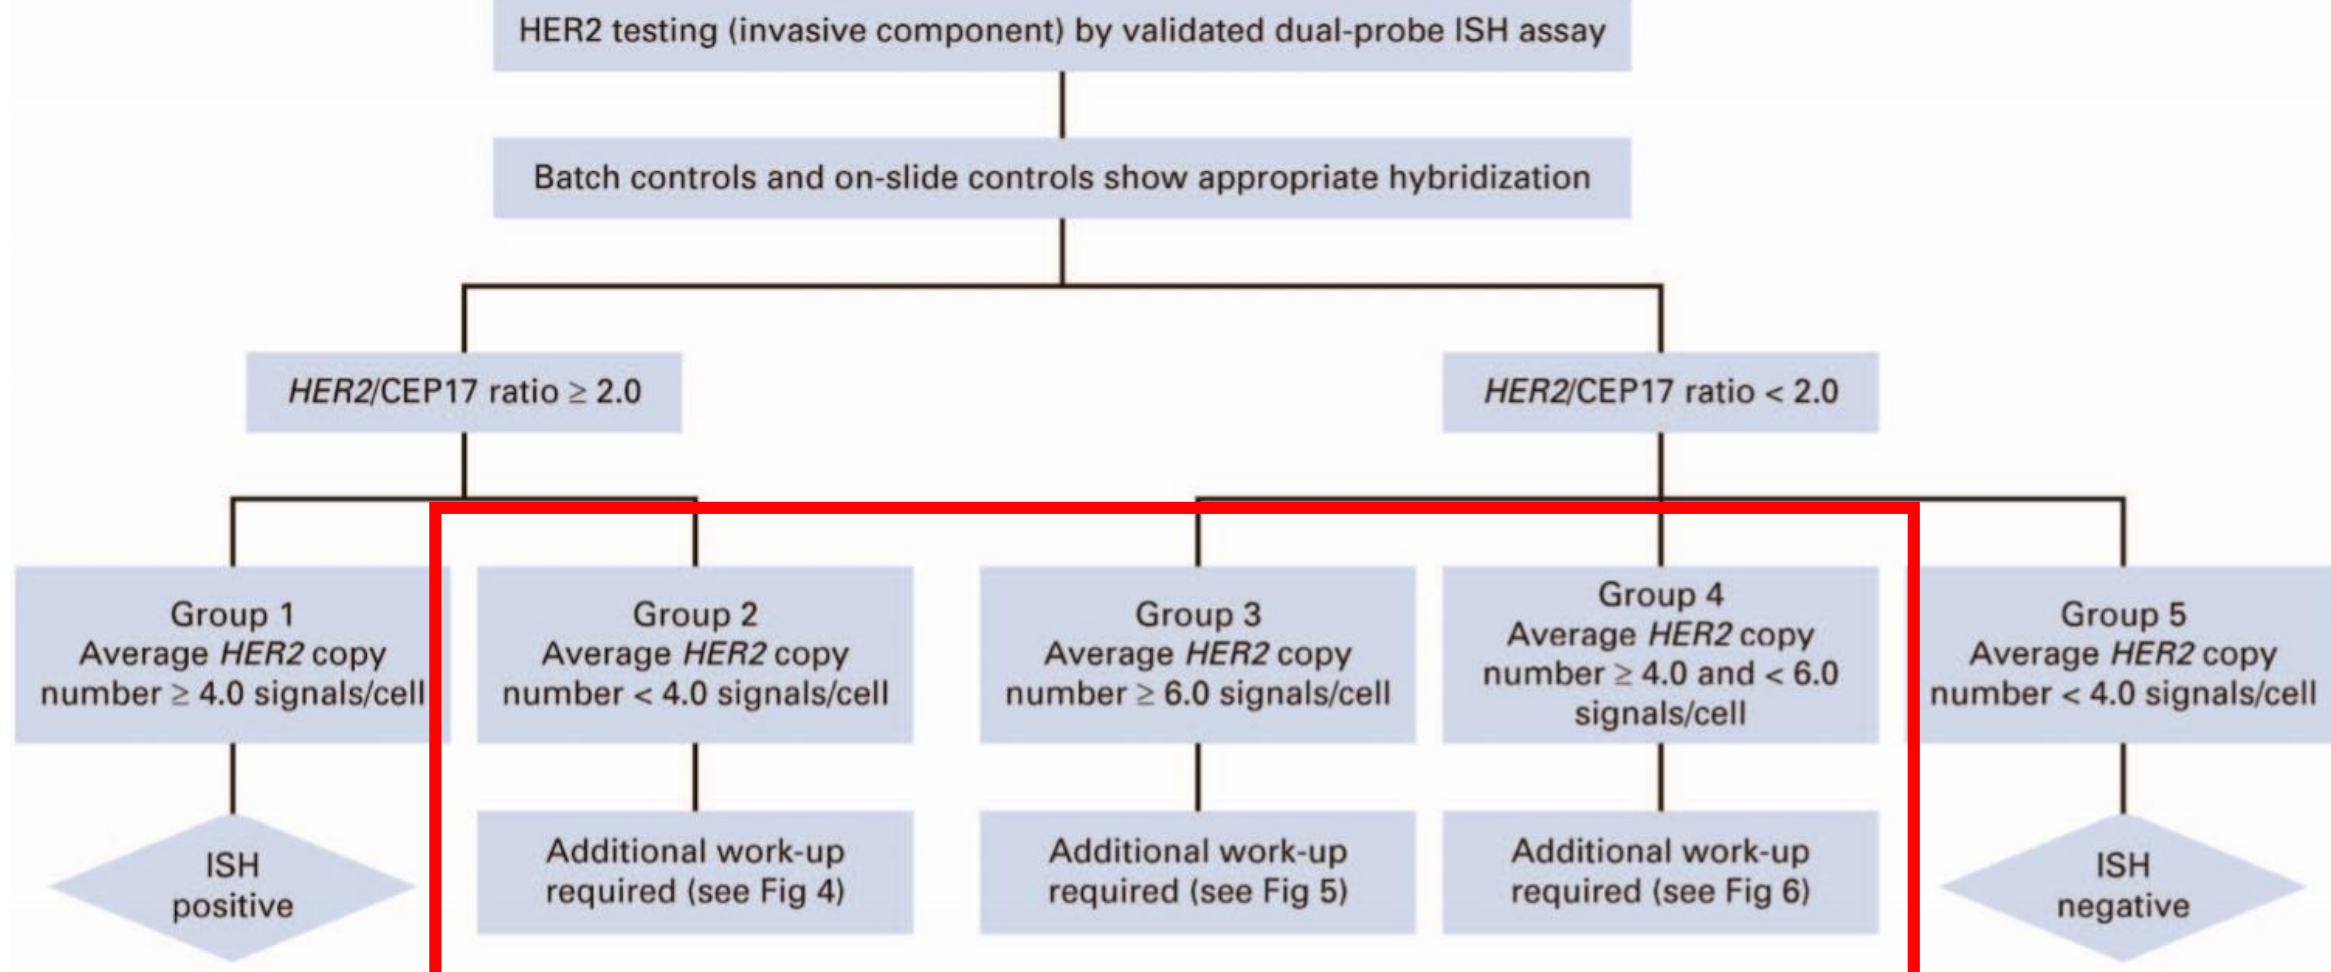 HER2 testing (invasive component) by validated dual-probe ISH assay
Batch controls and on-slide controls show appropriate hybridization
HER2/CEP17 ratio ≥ 2.0
HER2/CEP17 ratio < 2.0
Group 1
Average HER2 copy
number ≥ 4.0 signals/cell
Group 2
Average HER2 copy
number < 4.0 signals/cell
Group 3
Average HER2 copy
number ≥ 6.0 signals/cell
Group 4
Average HER2 copy
number ≥ 4.0 and < 6.0
signals/cell
Group 5
Average HER2 copy
number < 4.0 signals/cell
ISH
positive
Additional work-up
required (see Fig 4)
Additional work-up
required (see Fig 5)
Additional work-up
required (see Fig 6)
ISH
negative